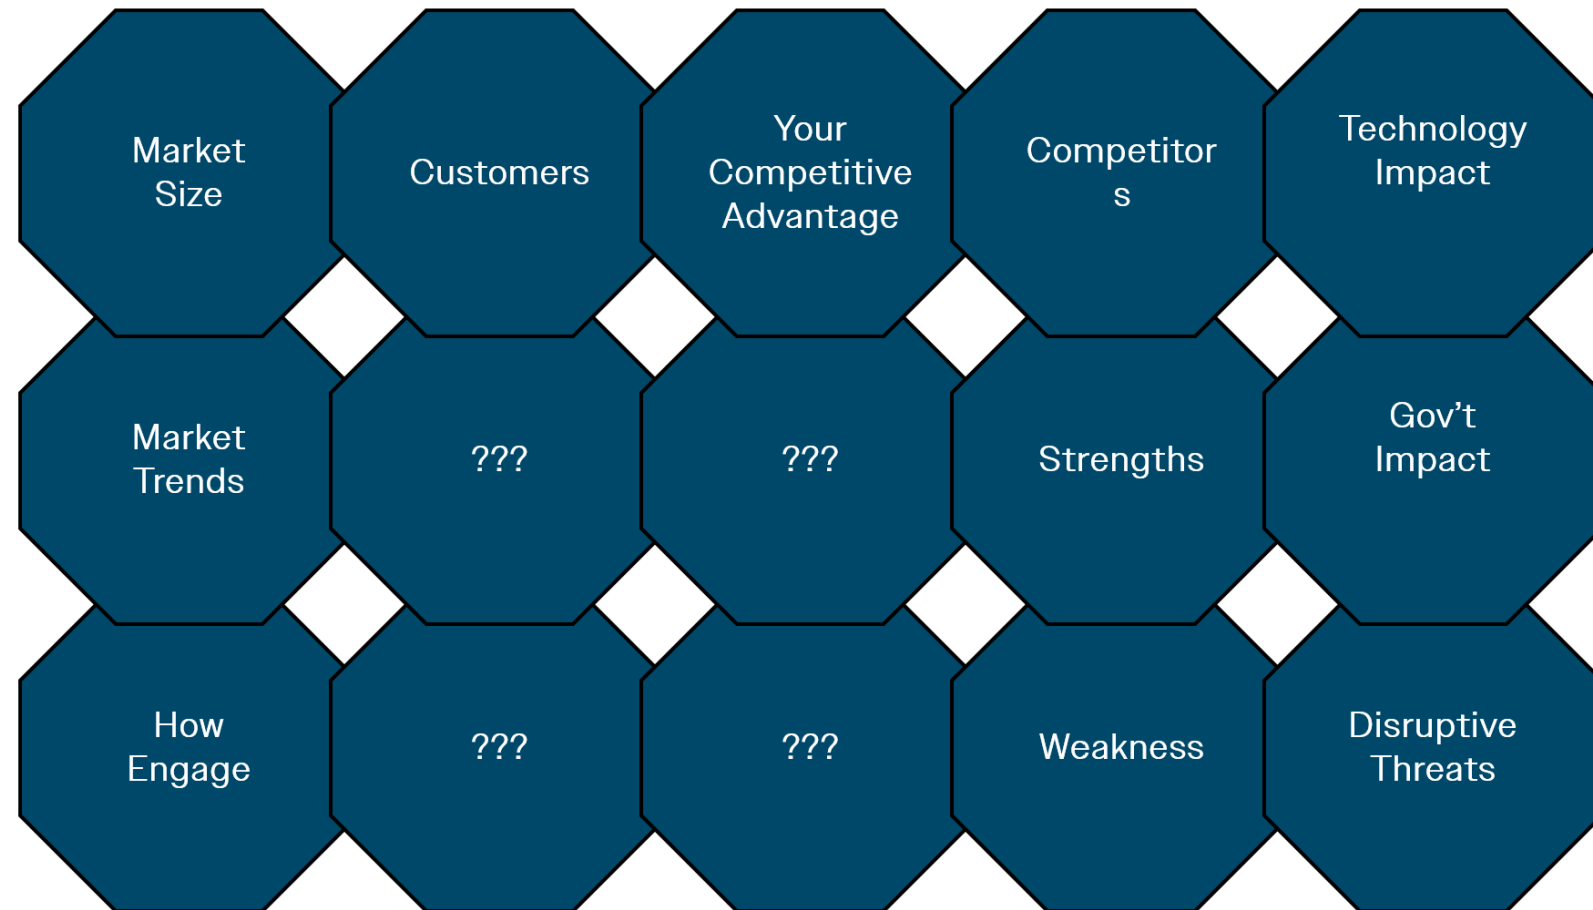 Market
Size
Customers
Your
Competitive
Advantage
Competitor
s
Technology
Impact
Market
Trends
???
???
Strengths
Gov’t
Impact
How
Engage
???
???
Weakness
Disruptive
Threats